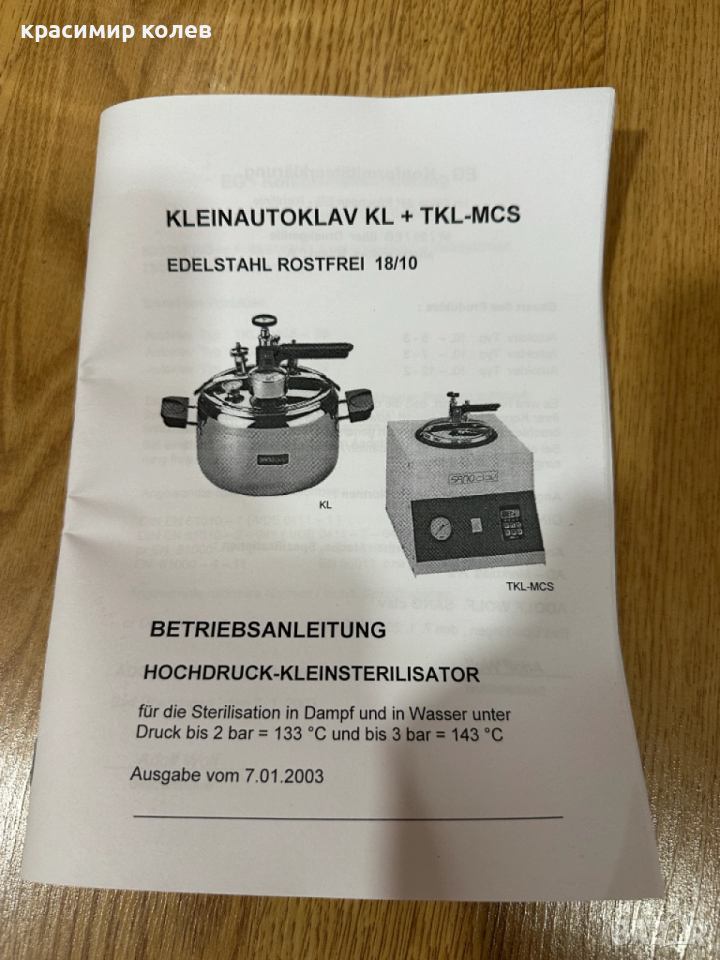 красимир колев
KLEINAUTOKLAV KL + TKL-MCS
EDELSTAHL ROSTFREI 18/10
SANOclav
KL
TKL-MCS
BETRIEBSANLEITUNG
HOCHDRUCK-KLEINSTERILISATOR
für die Sterilisation in Dampf und in Wasser unter
Druck bis 2 bar = 133 °C und bis 3 bar = 143 °C
Ausgabe vom 7.01.2003